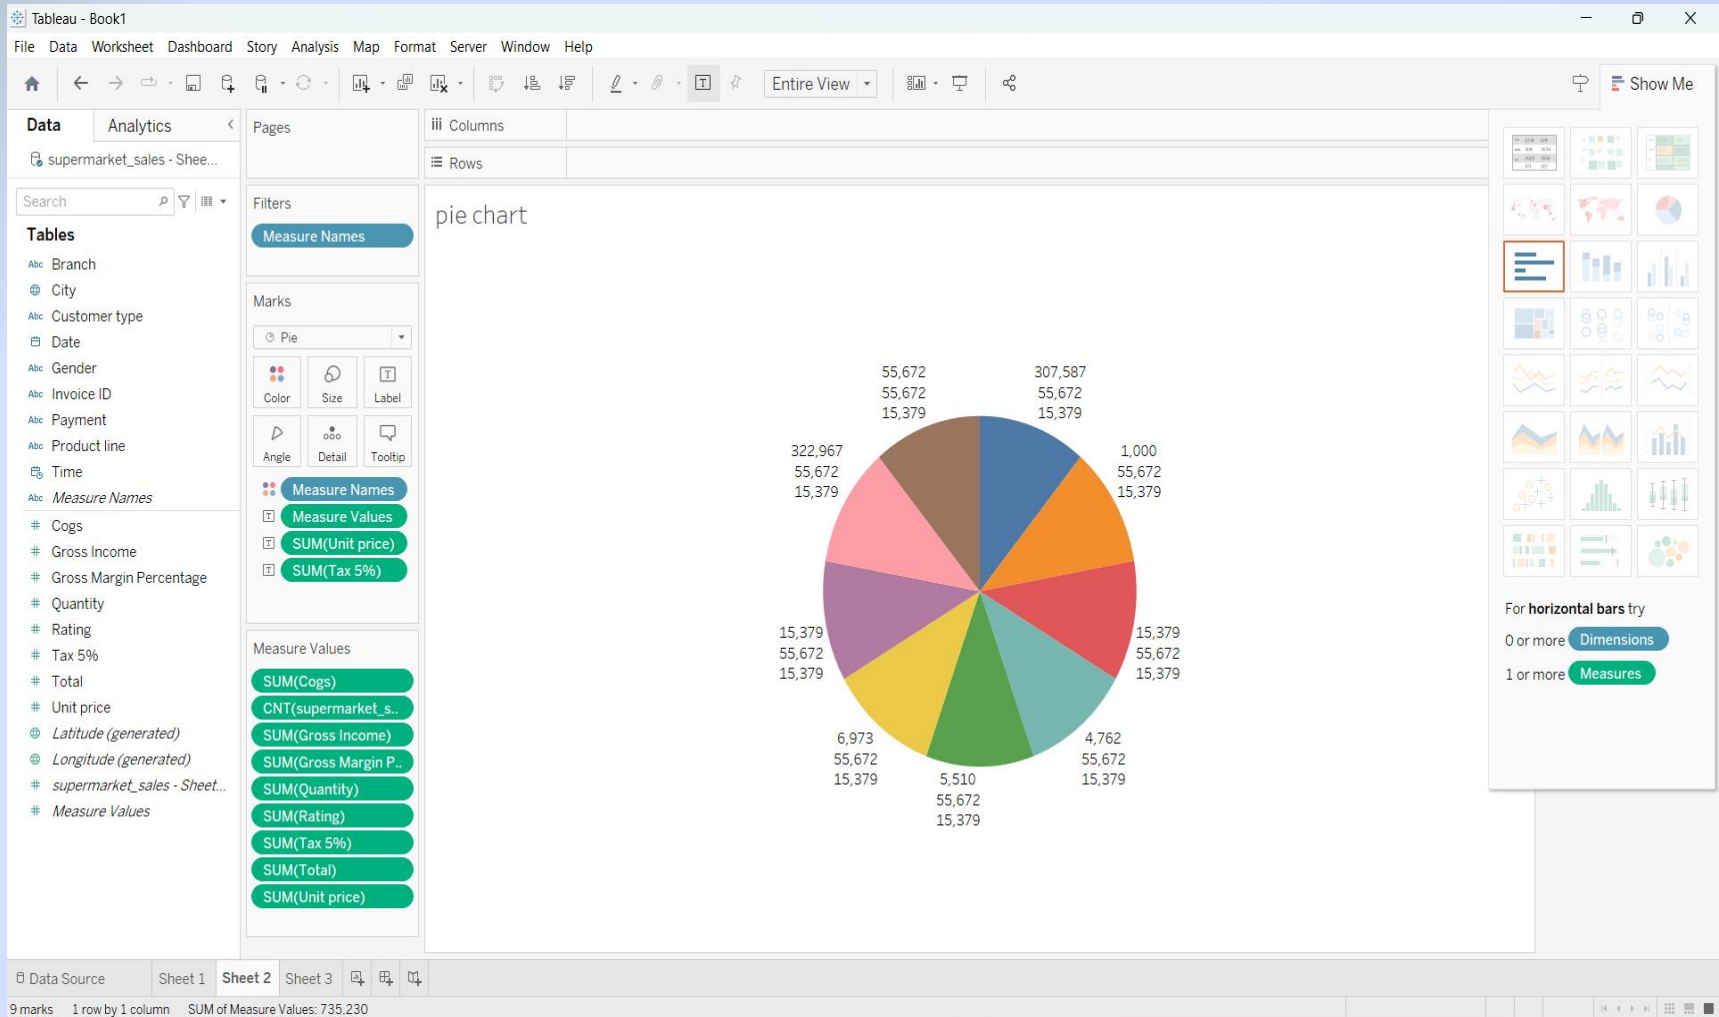 Tableau - Book1
File Data Worksheet Dashboard Story Analysis Map Format Server Window Help
Entire View
Show Me
Data Analytics
supermarket_sales - Shee...
Search
Tables
Abc Branch
City
Abc Customer type
Date
Abc Gender
Abc Invoice ID
Abc Payment
Abc Product line
Time
Abc Measure Names
# Cogs
# Gross Income
# Gross Margin Percentage
# Quantity
# Rating
# Tax 5%
# Total
# Unit price
Latitude (generated)
Longitude (generated)
# supermarket_sales - Sheet...
# Measure Values
Pages
Filters
Measure Names
Marks
Pie
Color Size Label
Angle Detail Tooltip
Measure Names
Measure Values
SUM(Unit price)
SUM(Tax 5%)
Measure Values
SUM(Cogs)
CNT(supermarket_s..
SUM(Gross Income)
SUM(Gross Margin P..
SUM(Quantity)
SUM(Rating)
SUM(Tax 5%)
SUM(Total)
SUM(Unit price)
Columns
Rows
pie chart
55,672
55,672
15,379
307,587
55,672
15,379
322,967
55,672
15,379
1,000
55,672
15,379
15,379
55,672
15,379
15,379
55,672
15,379
6,973
55,672
15,379
5,510
55,672
15,379
4,762
55,672
15,379
For horizontal bars try
0 or more Dimensions
1 or more Measures
Data Source Sheet 1 Sheet 2 Sheet 3
9 marks 1 row by 1 column SUM of Measure Values: 735,230